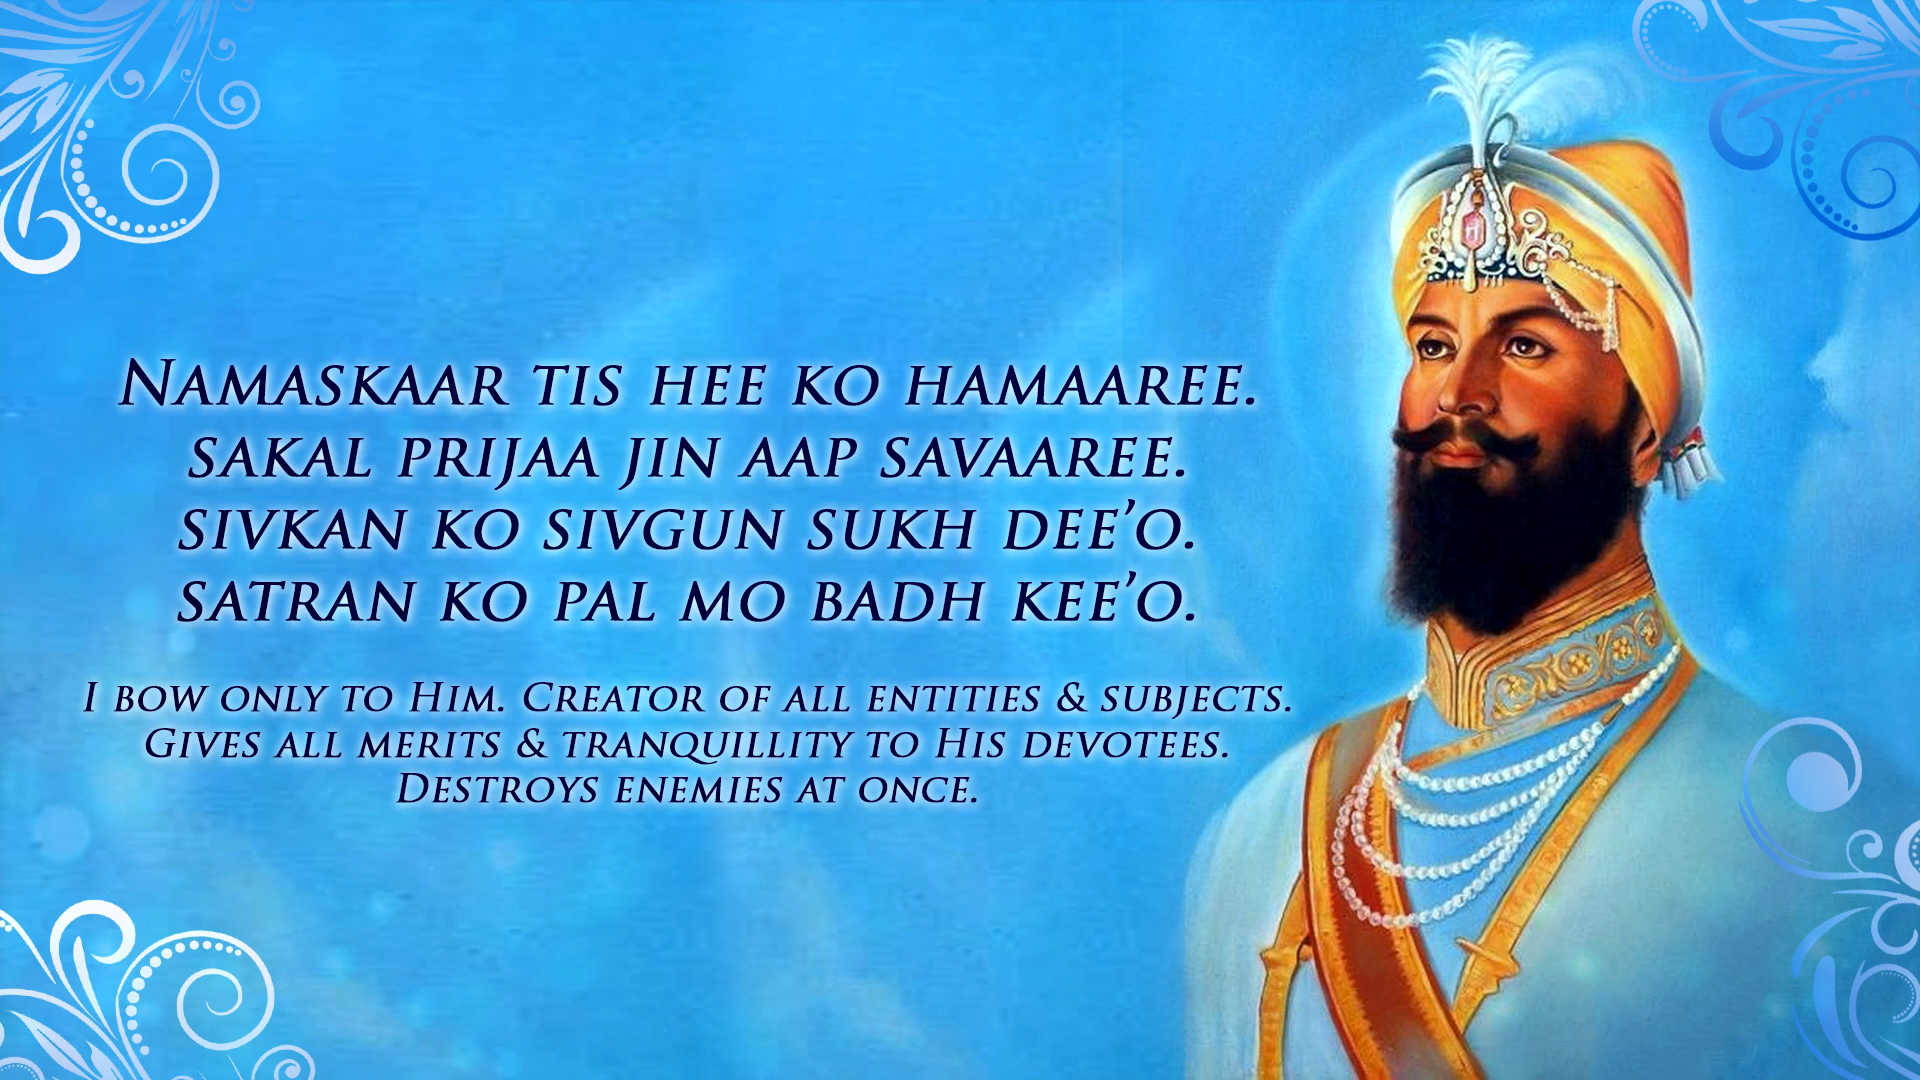 Namaskaar tis hee ko hamaaree.
sakal prijaa jin aap savaaree.
sivkan ko sivgun sukh dee’o.
satran ko pal mo badh kee’o.
I bow only to Him. Creator of all entities & subjects.
Gives all merits & tranquillity to His devotees.
Destroys enemies at once.